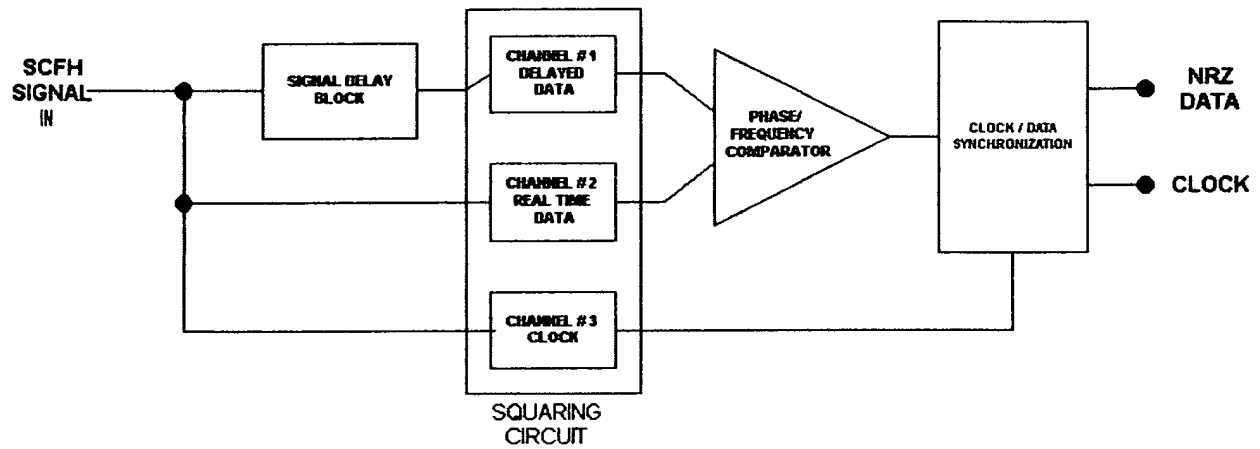 SCFH
SIGNAL
IN
SIGNAL DELAY
BLOCK
CHANNEL #1
DELAYED
DATA
CHANNEL #2
REAL TIME
DATA
CHANNEL #3
CLOCK
SQUARING
CIRCUIT
PHASE/
FREQUENCY
COMPARATOR
CLOCK / DATA
SYNCHRONIZATION
NRZ
DATA
CLOCK